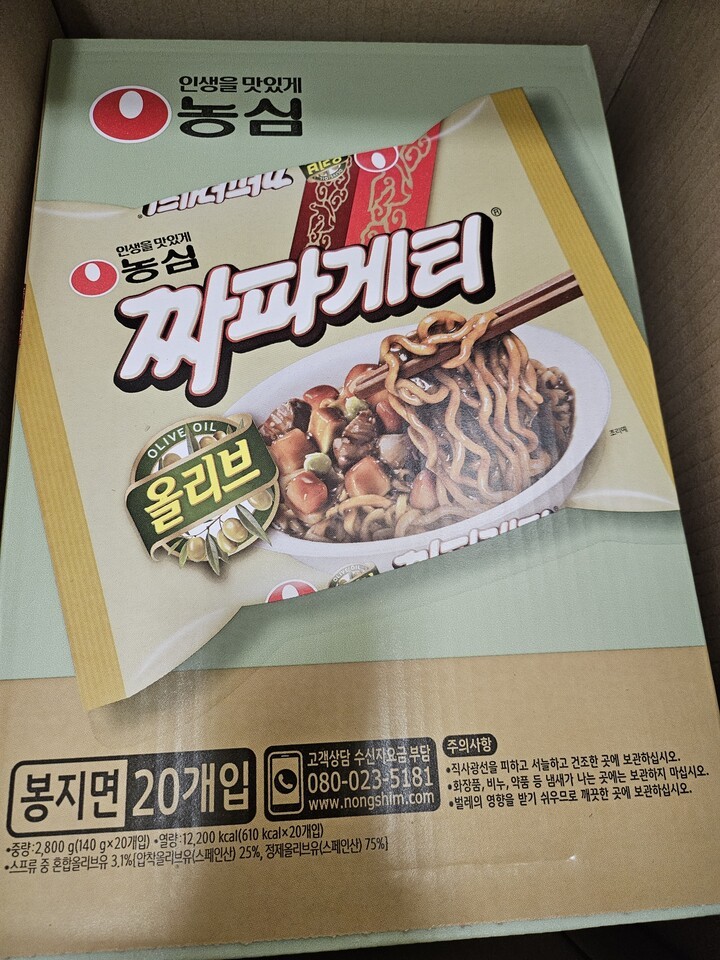 인생을 맛있게
농심
인생을 맛있게
농심
짜파게티®
OLIVE OIL
올리브
조리예
봉지면 20개입
고객상담 수신자요금 부담
080-023-5181
www.nongshim.com
주의사항
•직사광선을 피하고 서늘하고 건조한 곳에 보관하십시오.
•화장품, 비누, 약품 등 냄새가 나는 곳에는 보관하지 마십시오.
•벌레의 영향을 받기 쉬우므로 깨끗한 곳에 보관하십시오.
•중량:2,800 g(140 g×20개입) •열량:12,200 kcal(610 kcal×20개입)
•스프류 중 혼합올리브유 3.1%{압착올리브유(스페인산) 25%, 정제올리브유(스페인산) 75%}